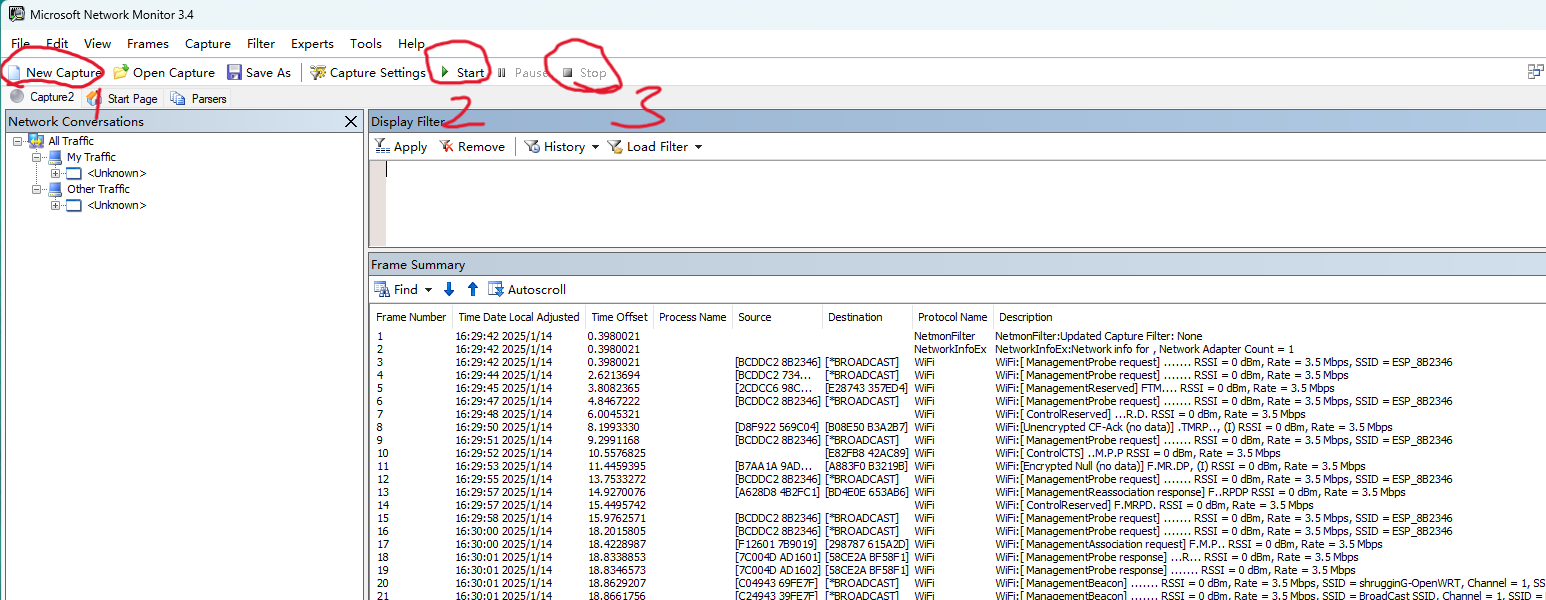 Microsoft Network Monitor 3.4
File Edit View Frames Capture Filter Experts Tools Help
New Capture Open Capture Save As Capture Settings Start Pause Stop
Capture2 Start Page Parsers
1 2 3
Network Conversations
All Traffic
My Traffic
<Unknown>
Other Traffic
<Unknown>
Display Filter
Apply Remove History Load Filter
Frame Summary
Find Autoscroll
Frame Number Time Date Local Adjusted Time Offset Process Name Source Destination Protocol Name Description
1 16:29:42 2025/1/14 0.3980021 NetmonFilter NetmonFilter:Updated Capture Filter: None
2 16:29:42 2025/1/14 0.3980021 NetworkInfoEx NetworkInfoEx:Network info for , Network Adapter Count = 1
3 16:29:42 2025/1/14 0.3980021 [BCDDC2 8B2346] [*BROADCAST] WiFi WiFi:[ ManagementProbe request] ....... RSSI = 0 dBm, Rate = 3.5 Mbps, SSID = ESP_8B2346
4 16:29:44 2025/1/14 2.6213694 [BCDDC2 734... [*BROADCAST] WiFi WiFi:[ ManagementProbe request] ....... RSSI = 0 dBm, Rate = 3.5 Mbps
5 16:29:45 2025/1/14 3.8082365 [2CDCC6 98C... [E28743 357ED4] WiFi WiFi:[ ManagementReserved] FTM.... RSSI = 0 dBm, Rate = 3.5 Mbps
6 16:29:47 2025/1/14 4.8467222 [BCDDC2 8B2346] [*BROADCAST] WiFi WiFi:[ ManagementProbe request] ....... RSSI = 0 dBm, Rate = 3.5 Mbps, SSID = ESP_8B2346
7 16:29:48 2025/1/14 6.0045321 WiFi WiFi:[ ControlReserved] ...R.D. RSSI = 0 dBm, Rate = 3.5 Mbps
8 16:29:50 2025/1/14 8.1993330 [D8F922 569C04] [B08E50 B3A2B7] WiFi WiFi:[Unencrypted CF-Ack (no data)] .TMRP.., (I) RSSI = 0 dBm, Rate = 3.5 Mbps
9 16:29:51 2025/1/14 9.2991168 [BCDDC2 8B2346] [*BROADCAST] WiFi WiFi:[ ManagementProbe request] ....... RSSI = 0 dBm, Rate = 3.5 Mbps, SSID = ESP_8B2346
10 16:29:52 2025/1/14 10.5576825 [E82FB8 42AC89] WiFi WiFi:[ ControlCTS] ..M.P.P RSSI = 0 dBm, Rate = 3.5 Mbps
11 16:29:53 2025/1/14 11.4459395 [B7AA1A 9AD... [A883F0 B3219B] WiFi WiFi:[Encrypted Null (no data)] F.MR.DP, (I) RSSI = 0 dBm, Rate = 3.5 Mbps
12 16:29:55 2025/1/14 13.7533272 [BCDDC2 8B2346] [*BROADCAST] WiFi WiFi:[ ManagementProbe request] ....... RSSI = 0 dBm, Rate = 3.5 Mbps, SSID = ESP_8B2346
13 16:29:57 2025/1/14 14.9270076 [A628D8 4B2FC1] [BD4E0E 653AB6] WiFi WiFi:[ ManagementReassociation response] F..RPDP RSSI = 0 dBm, Rate = 3.5 Mbps
14 16:29:57 2025/1/14 15.4495742 WiFi WiFi:[ ControlReserved] F.MRPD. RSSI = 0 dBm, Rate = 3.5 Mbps
15 16:29:58 2025/1/14 15.9762571 [BCDDC2 8B2346] [*BROADCAST] WiFi WiFi:[ ManagementProbe request] ....... RSSI = 0 dBm, Rate = 3.5 Mbps, SSID = ESP_8B2346
16 16:30:00 2025/1/14 18.2015805 [BCDDC2 8B2346] [*BROADCAST] WiFi WiFi:[ ManagementProbe request] ....... RSSI = 0 dBm, Rate = 3.5 Mbps, SSID = ESP_8B2346
17 16:30:00 2025/1/14 18.4228987 [F12601 7B9019] [298787 615A2D] WiFi WiFi:[ ManagementAssociation request] F.M.P.. RSSI = 0 dBm, Rate = 3.5 Mbps
18 16:30:01 2025/1/14 18.8338853 [7C004D AD1601] [58CE2A BF58F1] WiFi WiFi:[ ManagementProbe response] ...R... RSSI = 0 dBm, Rate = 3.5 Mbps
19 16:30:01 2025/1/14 18.8346573 [7C004D AD1602] [58CE2A BF58F1] WiFi WiFi:[ ManagementProbe response] ....... RSSI = 0 dBm, Rate = 3.5 Mbps
20 16:30:01 2025/1/14 18.8629207 [C04943 69FE7F] [*BROADCAST] WiFi WiFi:[ ManagementBeacon] ....... RSSI = 0 dBm, Rate = 3.5 Mbps, SSID = shrugginG-OpenWRT, Channel = 1, SS
21 16:30:01 2025/1/14 18.8661756 [C24943 39FE7F] [*BROADCAST] WiFi WiFi:[ ManagementBeacon] ....... RSSI = 0 dBm, Rate = 3.5 Mbps, SSID = BroadCast SSID, Channel = 1, SSID =